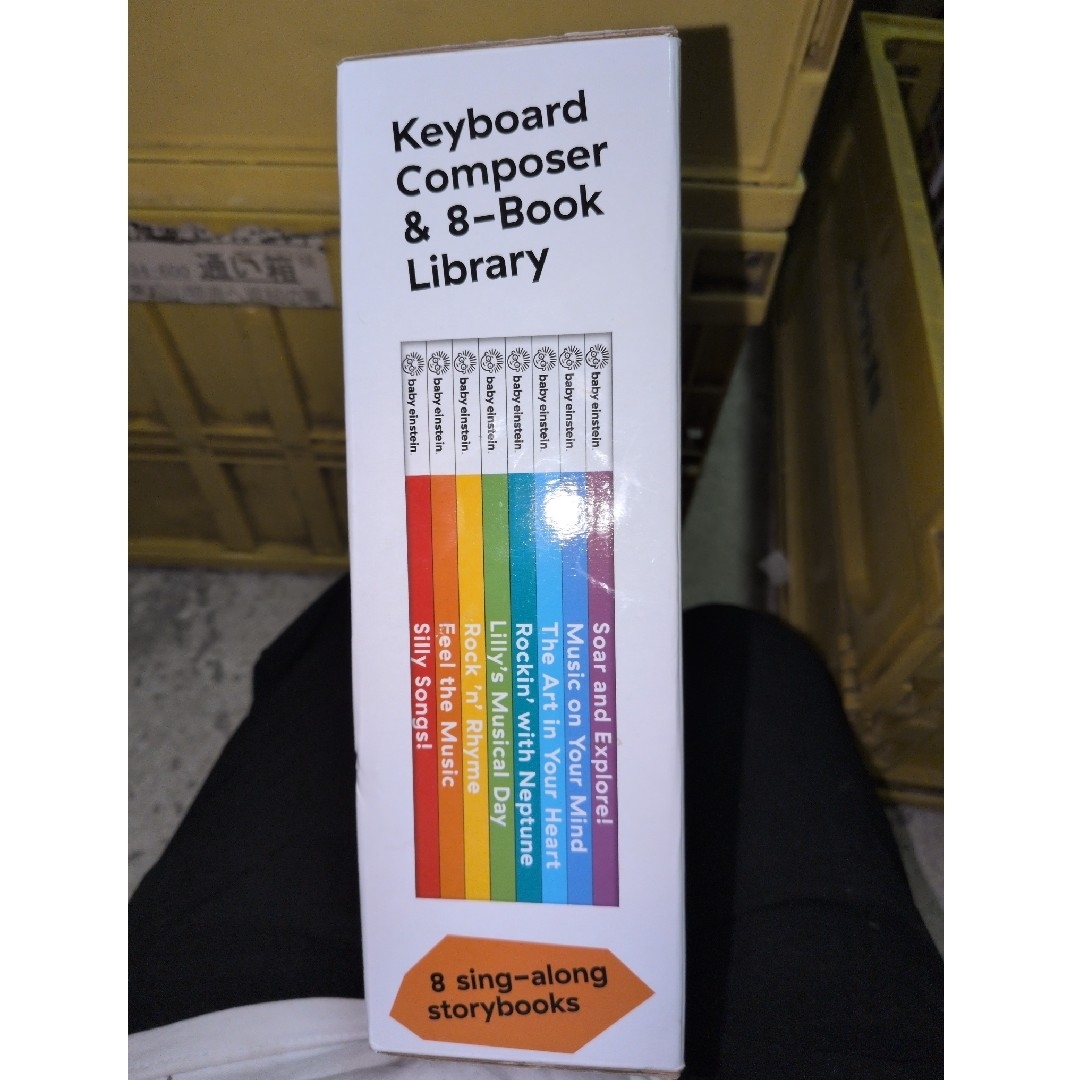 Keyboard
Composer
& 8-Book
Library
baby einstein
baby einstein
baby einstein
baby einstein
baby einstein
baby einstein
baby einstein
baby einstein
Silly Songs!
Feel the Music
Rock 'n' Rhyme
Lilly's Musical Day
Rockin' with Neptune
The Art in Your Heart
Music on Your Mind
Soar and Explore!
8 sing-along
storybooks
通い箱